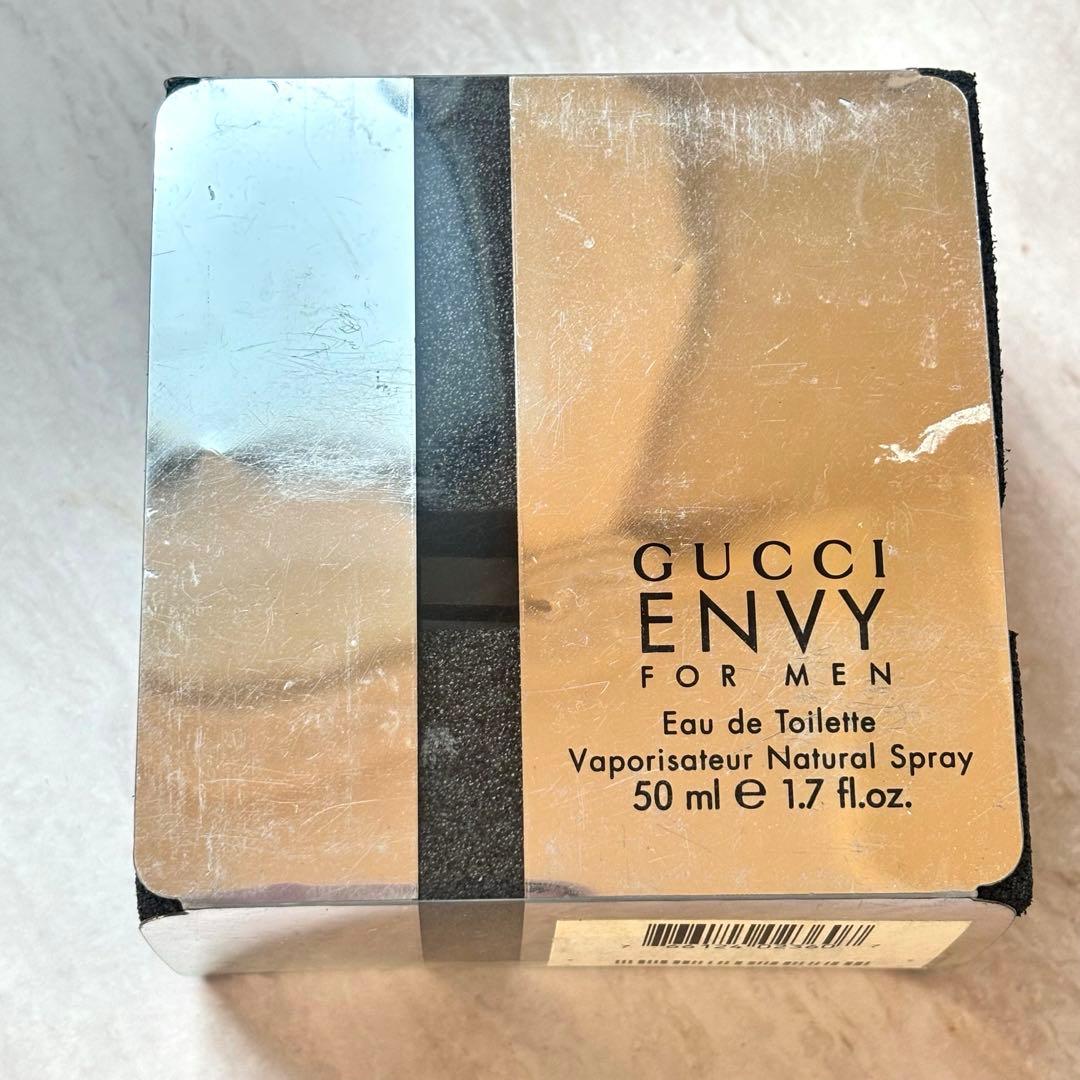 GUCCI
ENVY
FOR MEN
Eau de Toilette
Vaporisateur Natural Spray
50 ml ℮ 1.7 fl.oz.